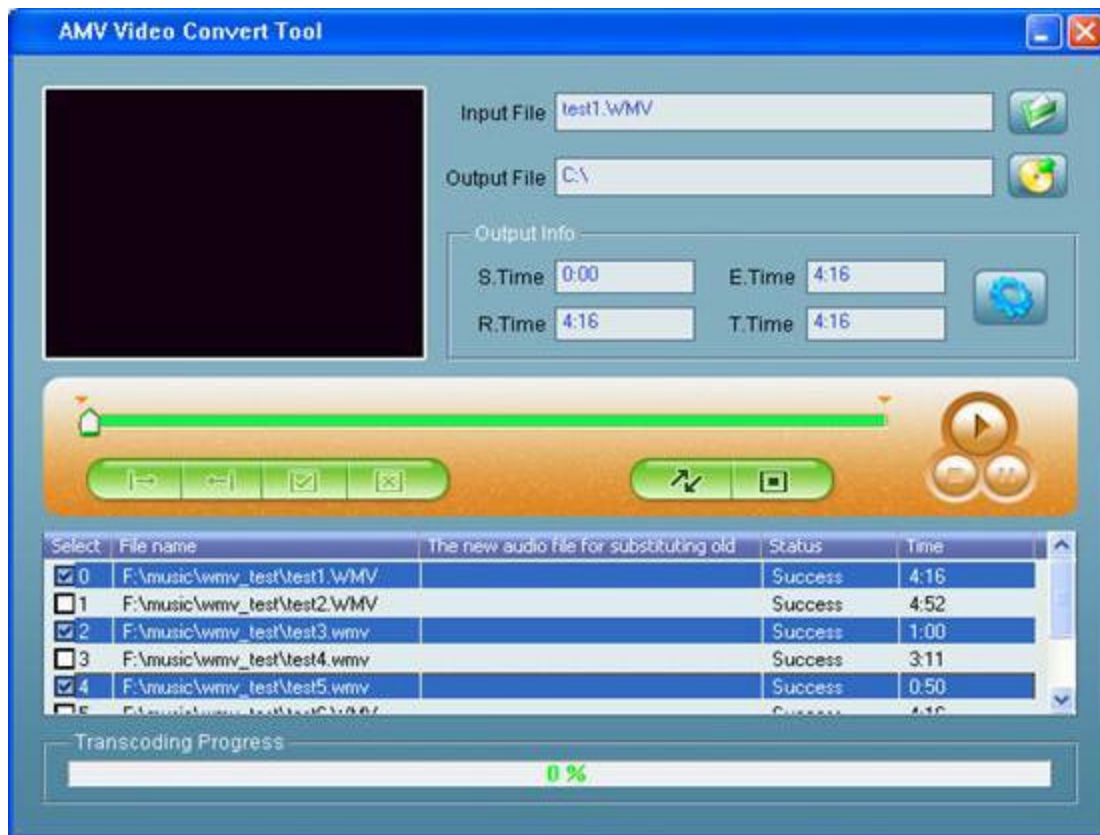 AMV Video Convert Tool
Input File test1.WMV
Output File C:\
Output Info
S.Time 0:00 E.Time 4:16
R.Time 4:16 T.Time 4:16
Select File name The new audio file for substituting old Status Time
0 F:\music\wmv_test\test1.WMV Success 4:16
1 F:\music\wmv_test\test2.WMV Success 4:52
2 F:\music\wmv_test\test3.wmv Success 1:00
3 F:\music\wmv_test\test4.wmv Success 3:11
4 F:\music\wmv_test\test5.wmv Success 0:50
Transcoding Progress
0 %